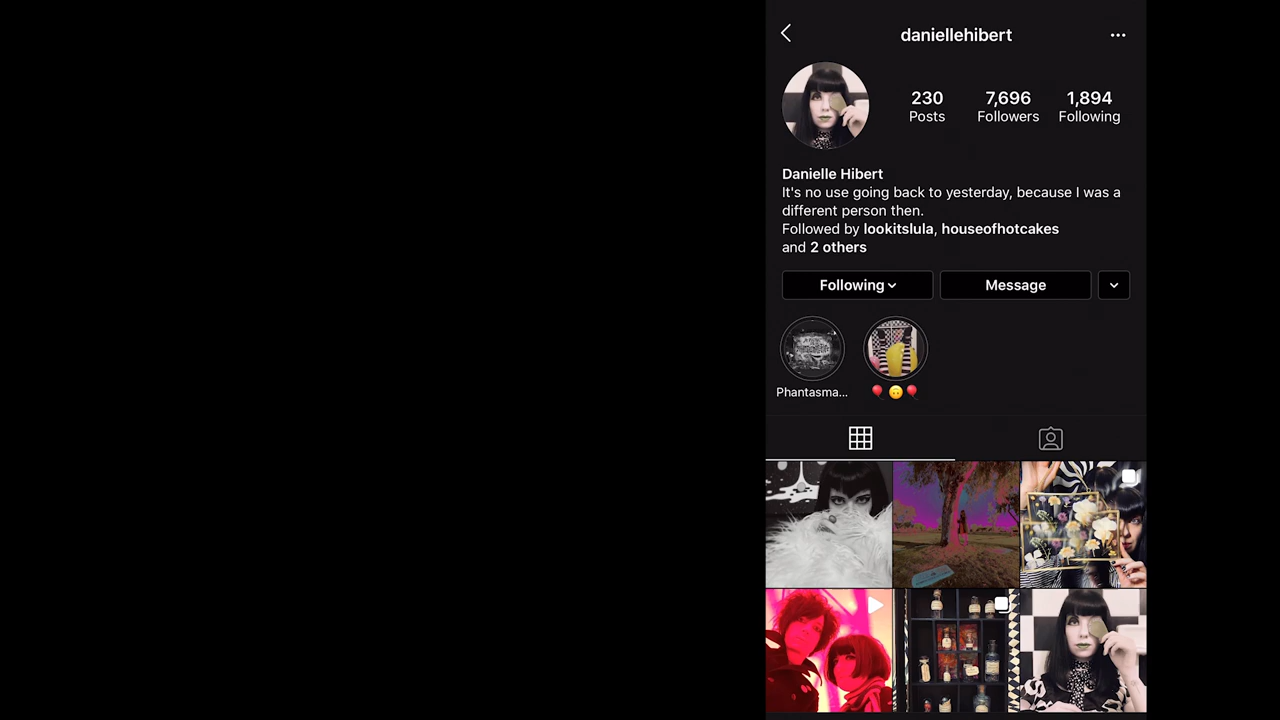 daniellehibert
230 7,696 1,894
Posts Followers Following
Danielle Hibert
It's no use going back to yesterday, because I was a
different person then.
Followed by lookitslula, houseofhotcakes
and 2 others
Following Message
Phantasma... 🎈🙃🎈